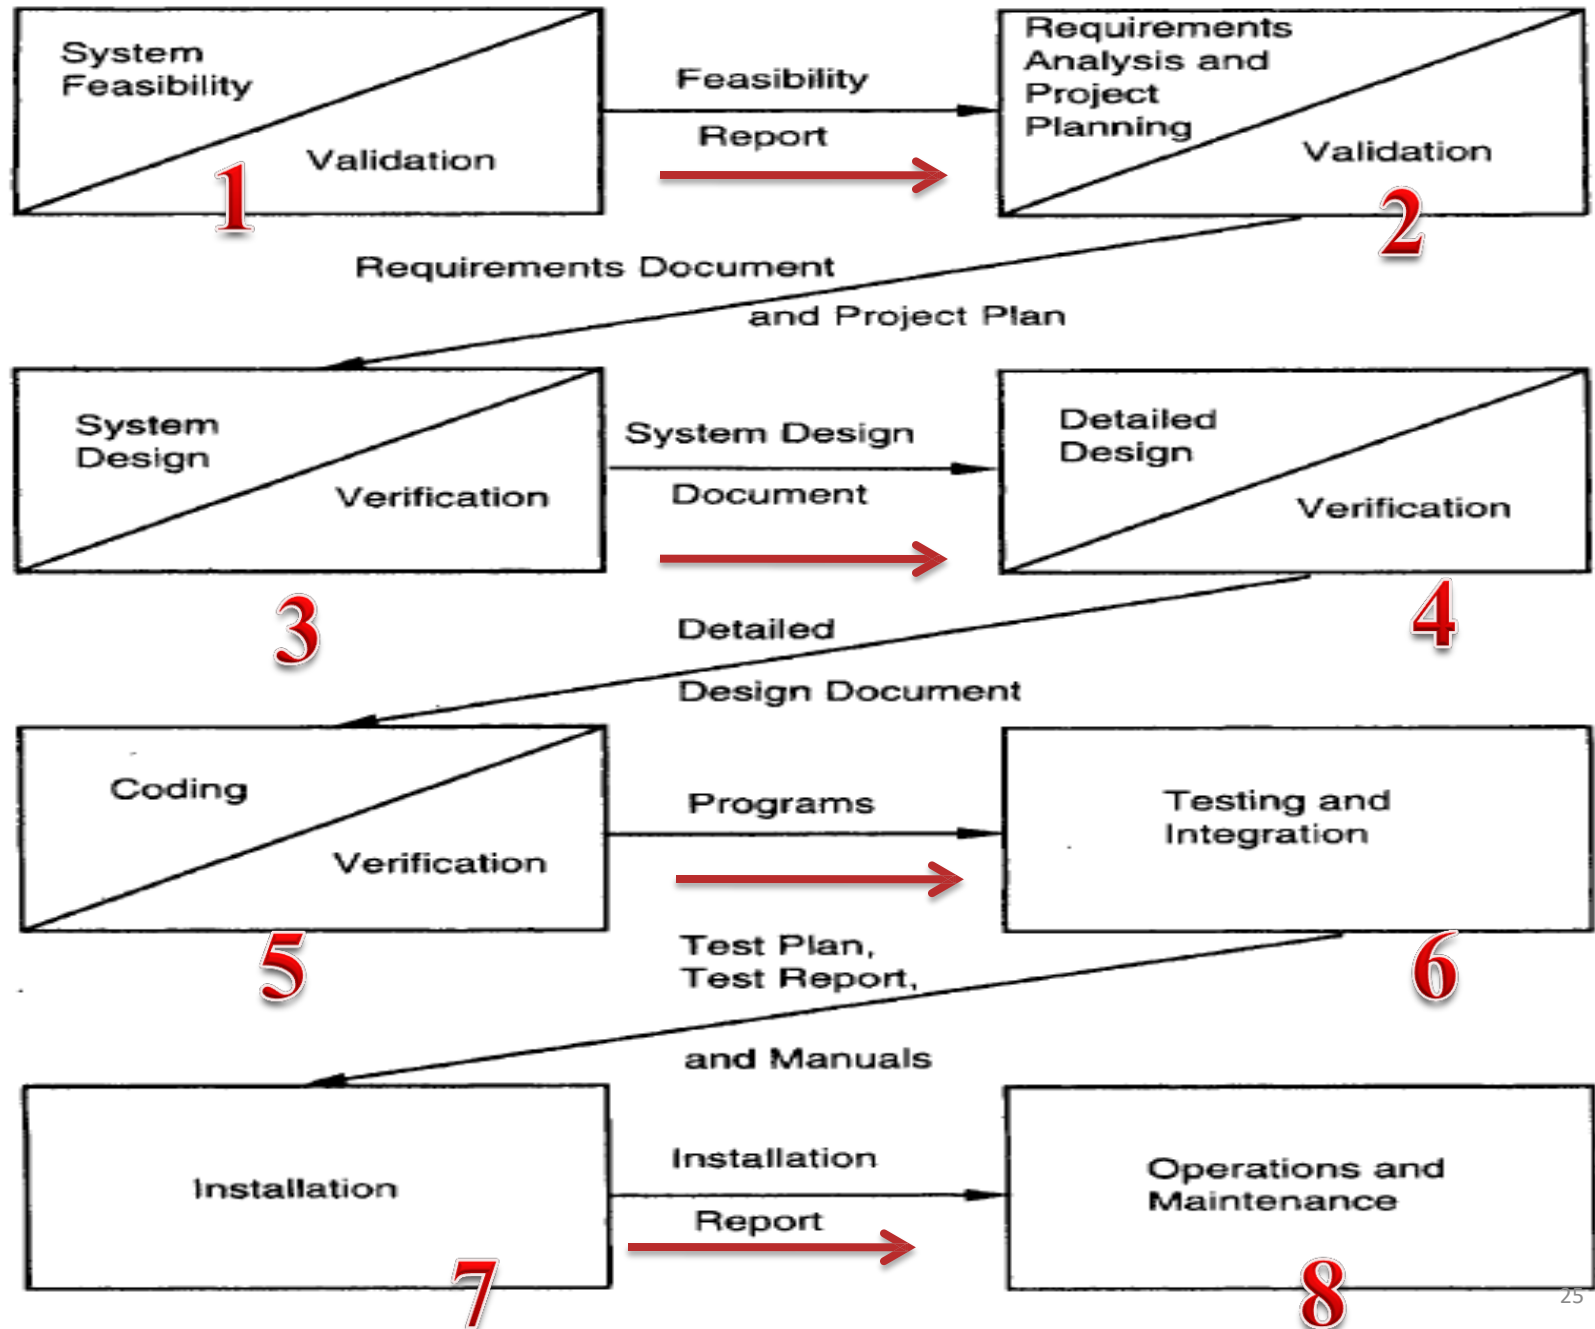 System
Feasibility
Validation
1
Feasibility
Report
Requirements
Analysis and
Project
Planning
Validation
2
Requirements Document
and Project Plan
System
Design
Verification
3
System Design
Document
Detailed
Design
Verification
4
Detailed
Design Document
Coding
Verification
5
Programs
Testing and
Integration
6
Test Plan,
Test Report,
and Manuals
Installation
7
Installation
Report
Operations and
Maintenance
8
25